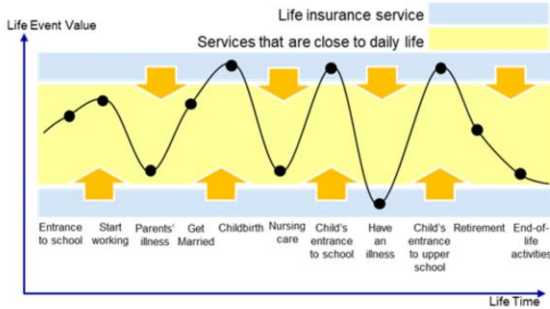 Life insurance service
Life Event Value
Services that are close to daily life
Entrance
to school
Start
working
Parents'
illness
Get
Married
Childbirth
Nursing
care
Child's
entrance
to school
Have
an
illness
Child's
entrance
to upper
school
Retirement
End-of-
life
activities
Life Time